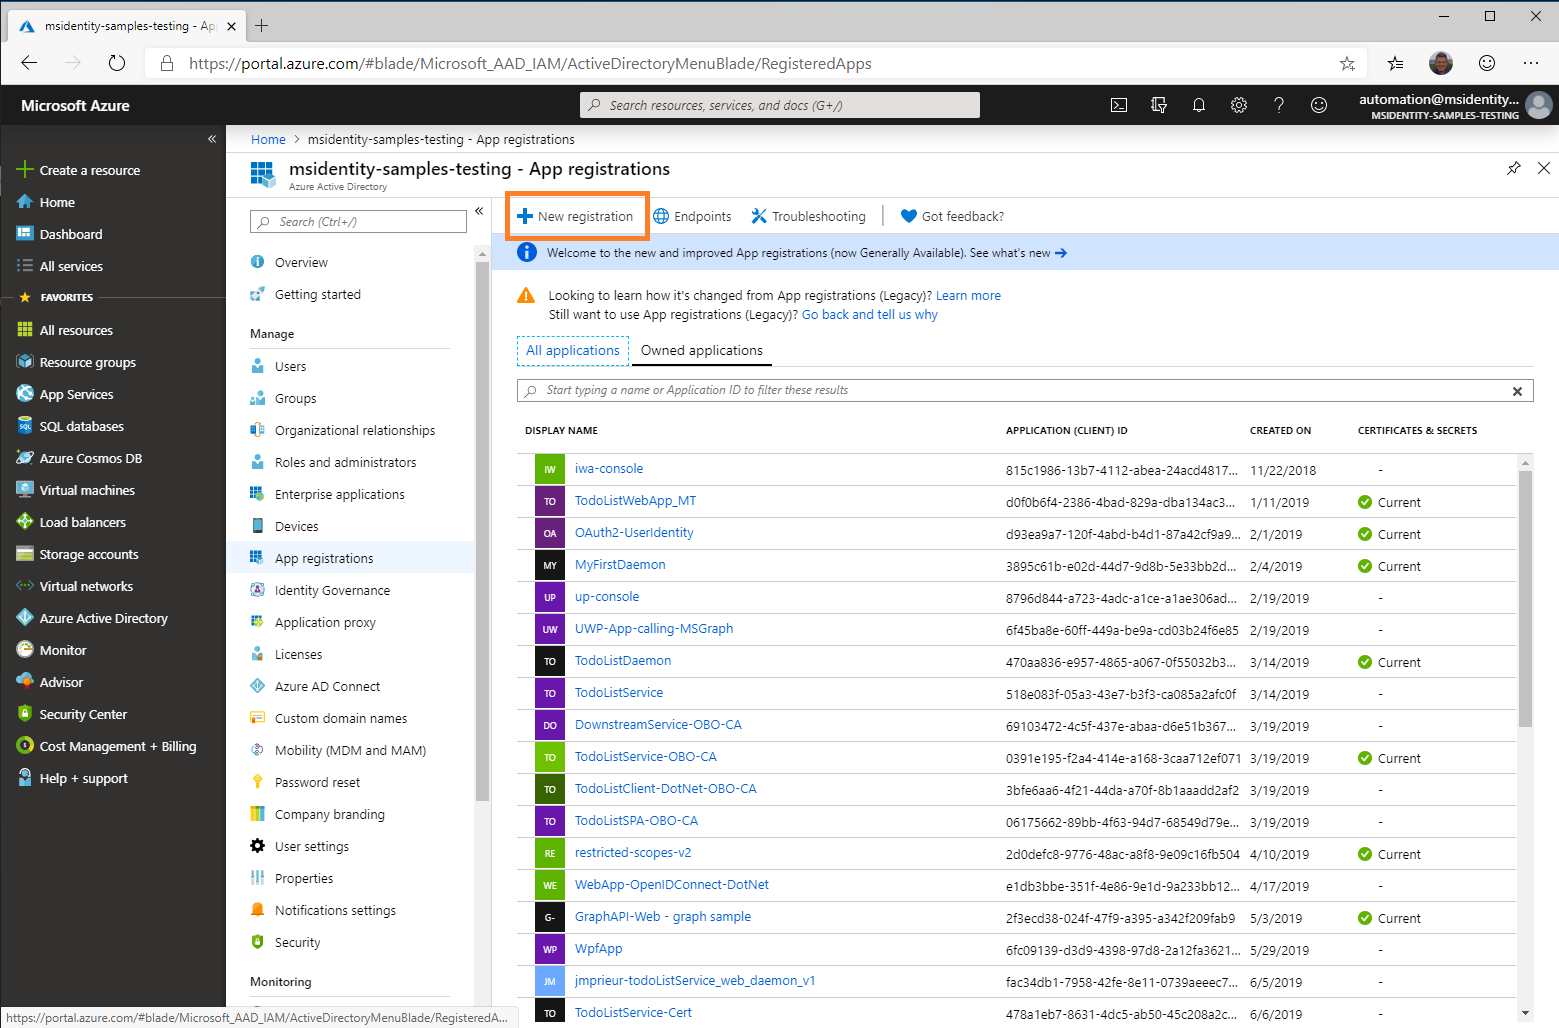 msidentity-samples-testing - Ap
https://portal.azure.com/#blade/Microsoft_AAD_IAM/ActiveDirectoryMenuBlade/RegisteredApps
Microsoft Azure
Search resources, services, and docs (G+/)
automation@msidentity...
MSIDENTITY-SAMPLES-TESTING
Create a resource
Home
Dashboard
All services
FAVORITES
All resources
Resource groups
App Services
SQL databases
Azure Cosmos DB
Virtual machines
Load balancers
Storage accounts
Virtual networks
Azure Active Directory
Monitor
Advisor
Security Center
Cost Management + Billing
Help + support
Home > msidentity-samples-testing - App registrations
msidentity-samples-testing - App registrations
Azure Active Directory
Search (Ctrl+/)
Overview
Getting started
Manage
Users
Groups
Organizational relationships
Roles and administrators
Enterprise applications
Devices
App registrations
Identity Governance
Application proxy
Licenses
Azure AD Connect
Custom domain names
Mobility (MDM and MAM)
Password reset
Company branding
User settings
Properties
Notifications settings
Security
Monitoring
New registration Endpoints Troubleshooting Got feedback?
Welcome to the new and improved App registrations (now Generally Available). See what's new →
Looking to learn how it's changed from App registrations (Legacy)? Learn more
Still want to use App registrations (Legacy)? Go back and tell us why
All applications Owned applications
Start typing a name or Application ID to filter these results
DISPLAY NAME APPLICATION (CLIENT) ID CREATED ON CERTIFICATES & SECRETS
IW iwa-console 815c1986-13b7-4112-abea-24acd4817... 11/22/2018 -
TO TodoListWebApp_MT d0f0b6f4-2386-4bad-829a-dba134ac3... 1/11/2019 Current
OA OAuth2-UserIdentity d93ea9a7-120f-4abd-b4d1-87a42cf9a9... 2/1/2019 Current
MY MyFirstDaemon 3895c61b-e02d-44d7-9d8b-5e33bb2d... 2/4/2019 Current
UP up-console 8796d844-a723-4adc-a1ce-a1ae306ad... 2/19/2019 -
UW UWP-App-calling-MSGraph 6f45ba8e-60ff-449a-be9a-cd03b24f6e85 2/19/2019 -
TO TodoListDaemon 470aa836-e957-4865-a067-0f55032b3... 3/14/2019 Current
TO TodoListService 518e083f-05a3-43e7-b3f3-ca085a2afc0f 3/14/2019 -
DO DownstreamService-OBO-CA 69103472-4c5f-437e-abaa-d6e51b367... 3/19/2019 -
TO TodoListService-OBO-CA 0391e195-f2a4-414e-a168-3caa712ef071 3/19/2019 Current
TO TodoListClient-DotNet-OBO-CA 3bfe6aa6-4f21-44da-a70f-8b1aaadd2af2 3/19/2019 -
TO TodoListSPA-OBO-CA 06175662-89bb-4f63-94d7-68549d79e... 3/19/2019 -
RE restricted-scopes-v2 2d0defc8-9776-48ac-a8f8-9e09c16fb504 4/10/2019 Current
WE WebApp-OpenIDConnect-DotNet e1db3bbe-351f-4e86-9e1d-9a233bb12... 4/17/2019 -
G- GraphAPI-Web - graph sample 2f3ecd38-024f-47f9-a395-a342f209fab9 5/3/2019 Current
WP WpfApp 6fc09139-d3d9-4398-97d8-2a12fa3621... 5/29/2019 -
JM jmprieur-todoListService_web_daemon_v1 fac34db1-7958-42fe-8e11-0739aeeec7... 6/5/2019 -
TO TodoListService-Cert 478a1eb7-8631-4dc5-ab50-45c208a2c... 6/6/2019 -
https://portal.azure.com/#blade/Microsoft_AAD_IAM/ActiveDirectoryMenuBlade/RegisteredA...